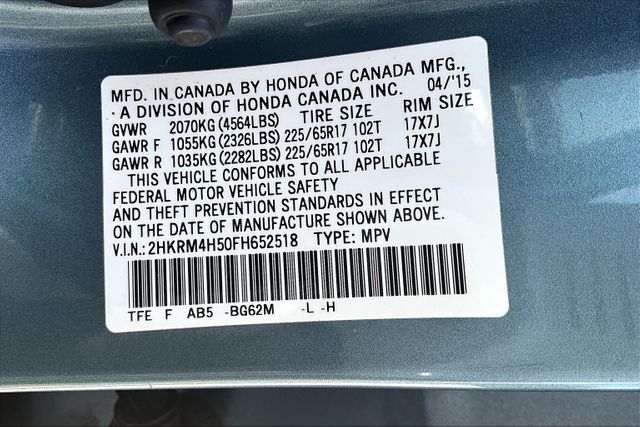 MFD. IN CANADA BY HONDA OF CANADA MFG.,
· A DIVISION OF HONDA CANADA INC. 04/'15
GVWR 2070KG (4564LBS) TIRE SIZE RIM SIZE
GAWR F 1055KG (2326LBS) 225/65R17 102T 17X7J
GAWR R 1035KG (2282LBS) 225/65R17 102T 17X7J
THIS VEHICLE CONFORMS TO ALL APPLICABLE
FEDERAL MOTOR VEHICLE SAFETY
AND THEFT PREVENTION STANDARDS IN EFFECT
ON THE DATE OF MANUFACTURE SHOWN ABOVE.
V.I.N.: 2HKRM4H50FH652518 TYPE: MPV
TFE F AB5 -BG62M -L -H